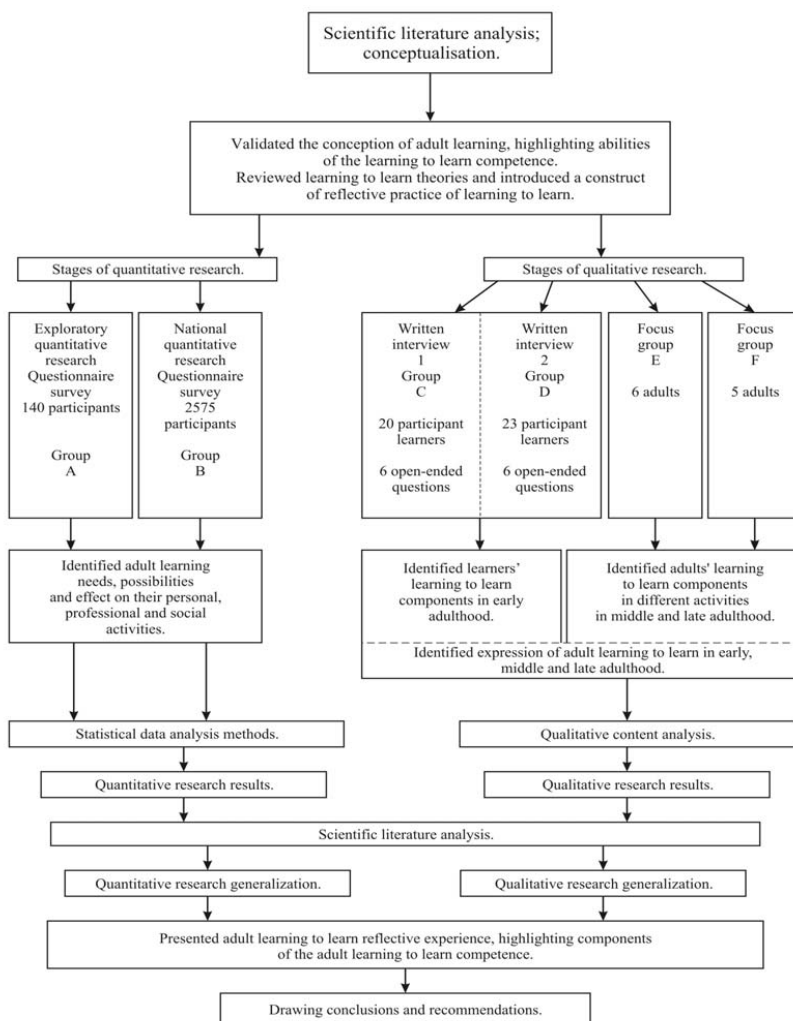 Scientific literature analysis;
conceptualisation.
Validated the conception of adult learning, highlighting abilities
of the learning to learn competence.
Reviewed learning to learn theories and introduced a construct
of reflective practice of learning to learn.
Stages of quantitative research.
Stages of qualitative research.
Exploratory
quantitative
research
Questionnaire
survey
140 participants
Group
A
National
quantitative
research
Questionnaire
survey
2575
participants
Group
B
Written
interview
1
Group
C
20 participant
learners
6 open-ended
questions
Written
interview
2
Group
D
23 participant
learners
6 open-ended
questions
Focus
group
E
6 adults
Focus
group
F
5 adults
Identified adult learning
needs, possibilities
and effect on their personal,
professional and social
activities.
Identified learners'
learning to learn
components in early
adulthood.
Identified adults' learning
to learn components
in different activities
in middle and late adulthood.
Identified expression of adult learning to learn in early,
middle and late adulthood.
Statistical data analysis methods.
Qualitative content analysis.
Quantitative research results.
Qualitative research results.
Scientific literature analysis.
Quantitative research generalization.
Qualitative research generalization.
Presented adult learning to learn reflective experience, highlighting components
of the adult learning to learn competence.
Drawing conclusions and recommendations.